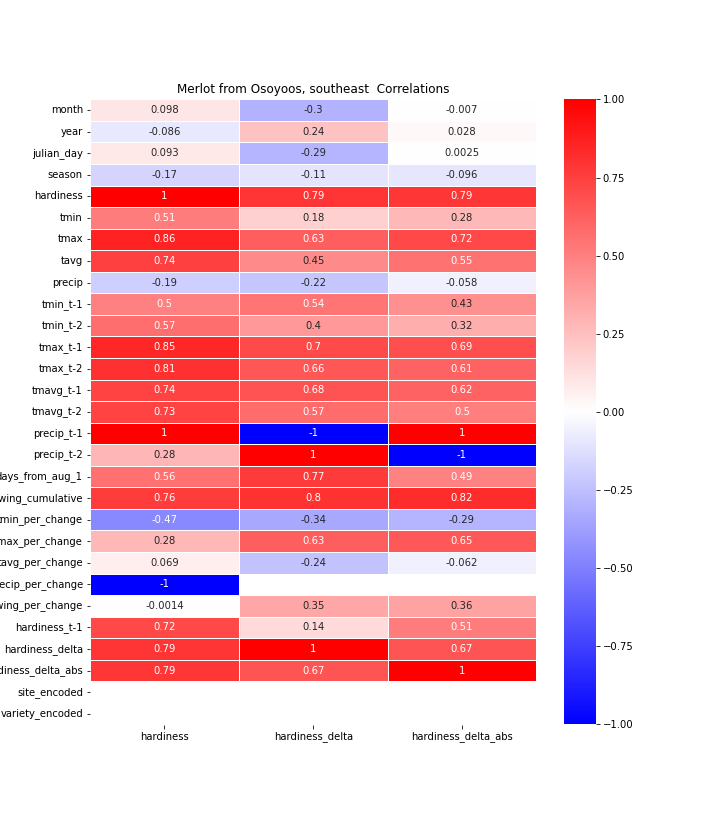 Merlot from Osoyoos, southeast  Correlations
month 0.098 -0.3 -0.007
year -0.086 0.24 0.028
julian_day 0.093 -0.29 0.0025
season -0.17 -0.11 -0.096
hardiness 1 0.79 0.79
tmin 0.51 0.18 0.28
tmax 0.86 0.63 0.72
tavg 0.74 0.45 0.55
precip -0.19 -0.22 -0.058
tmin_t-1 0.5 0.54 0.43
tmin_t-2 0.57 0.4 0.32
tmax_t-1 0.85 0.7 0.69
tmax_t-2 0.81 0.66 0.61
tmavg_t-1 0.74 0.68 0.62
tmavg_t-2 0.73 0.57 0.5
precip_t-1 1 -1 1
precip_t-2 0.28 1 -1
days_from_aug_1 0.56 0.77 0.49
wing_cumulative 0.76 0.8 0.82
tmin_per_change -0.47 -0.34 -0.29
max_per_change 0.28 0.63 0.65
tavg_per_change 0.069 -0.24 -0.062
ecip_per_change -1
wing_per_change -0.0014 0.35 0.36
hardiness_t-1 0.72 0.14 0.51
hardiness_delta 0.79 1 0.67
diness_delta_abs 0.79 0.67 1
site_encoded
variety_encoded
hardiness hardiness_delta hardiness_delta_abs
1.00
0.75
0.50
0.25
0.00
−0.25
−0.50
−0.75
−1.00